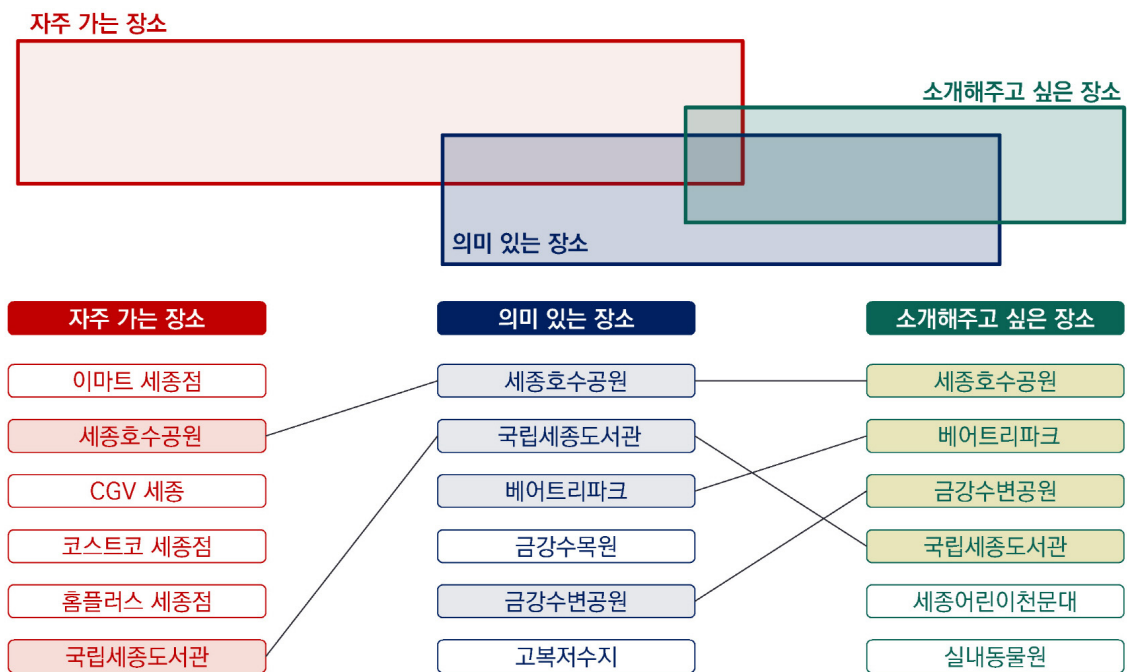 자주 가는 장소
소개해주고 싶은 장소
의미 있는 장소
자주 가는 장소
의미 있는 장소
소개해주고 싶은 장소
이마트 세종점
세종호수공원
세종호수공원
세종호수공원
국립세종도서관
베어트리파크
CGV 세종
베어트리파크
금강수변공원
코스트코 세종점
금강수목원
국립세종도서관
홈플러스 세종점
금강수변공원
세종어린이천문대
국립세종도서관
고복저수지
실내동물원